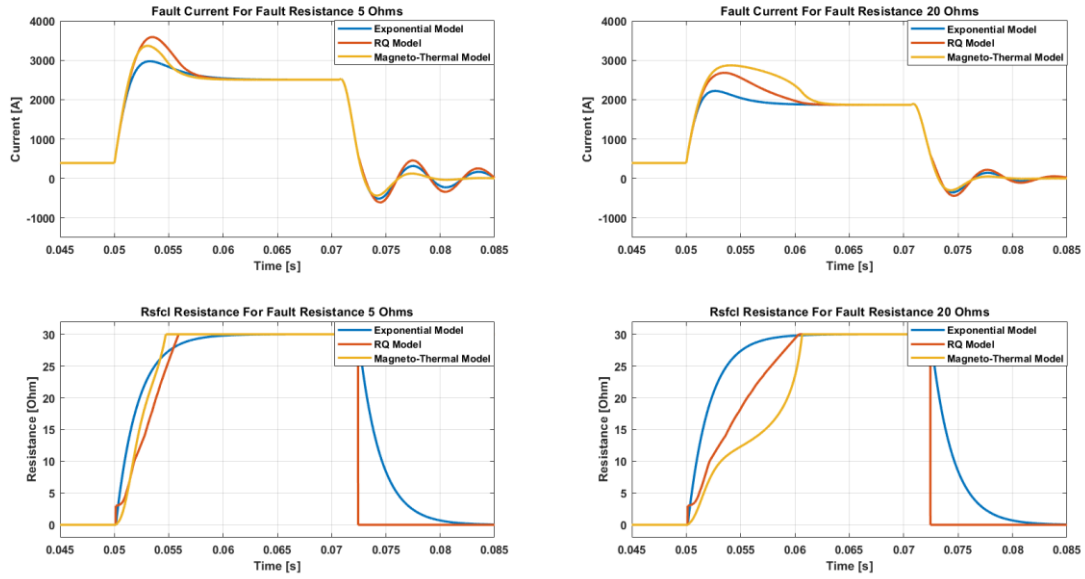 Fault Current For Fault Resistance 5 Ohms
Exponential Model
RQ Model
Magneto-Thermal Model
4000
3000
2000
1000
0
-1000
Current [A]
0.045 0.05 0.055 0.06 0.065 0.07 0.075 0.08 0.085
Time [s]
Fault Current For Fault Resistance 20 Ohms
Exponential Model
RQ Model
Magneto-Thermal Model
4000
3000
2000
1000
0
-1000
Current [A]
0.045 0.05 0.055 0.06 0.065 0.07 0.075 0.08 0.085
Time [s]
Rsfcl Resistance For Fault Resistance 5 Ohms
Exponential Model
RQ Model
Magneto-Thermal Model
30
25
20
15
10
5
0
Resistance [Ohm]
0.045 0.05 0.055 0.06 0.065 0.07 0.075 0.08 0.085
Time [s]
Rsfcl Resistance For Fault Resistance 20 Ohms
Exponential Model
RQ Model
Magneto-Thermal Model
30
25
20
15
10
5
0
Resistance [Ohm]
0.045 0.05 0.055 0.06 0.065 0.07 0.075 0.08 0.085
Time [s]